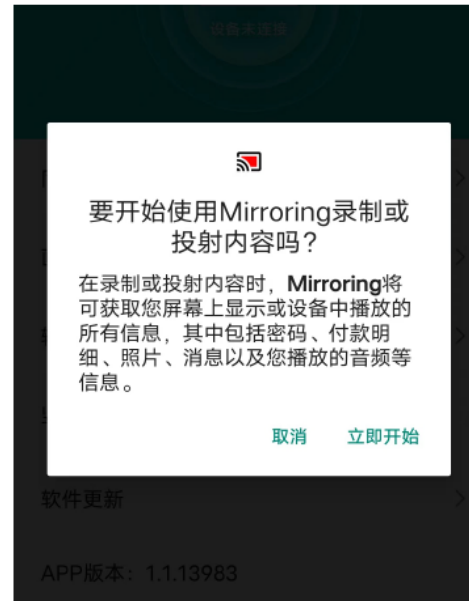 设备未连接
要开始使用Mirroring录制或
投射内容吗？
在录制或投射内容时，Mirroring将
可获取您屏幕上显示或设备中播放的
所有信息，其中包括密码、付款明
细、照片、消息以及您播放的音频等
信息。
取消 立即开始
软件更新
APP版本：1.1.13983